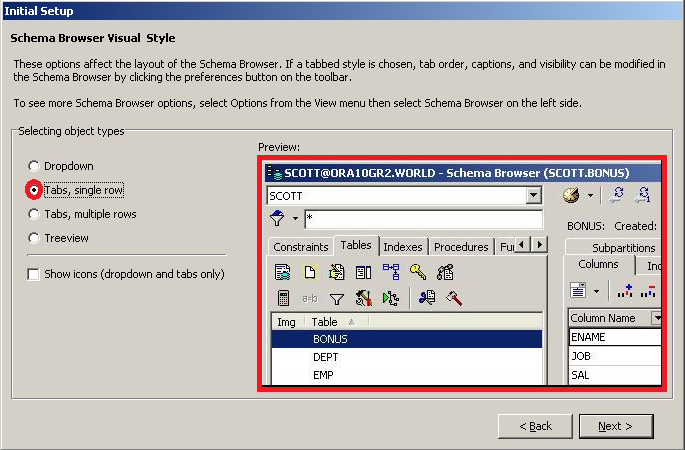 Initial Setup
Schema Browser Visual Style
These options affect the layout of the Schema Browser. If a tabbed style is chosen, tab order, captions, and visibility can be modified in
the Schema Browser by clicking the preferences button on the toolbar.
To see more Schema Browser options, select Options from the View menu then select Schema Browser on the left side.
Selecting object types
Dropdown
Tabs, single row
Tabs, multiple rows
Treeview
Show icons (dropdown and tabs only)
Preview:
SCOTT@ORA10GR2.WORLD - Schema Browser (SCOTT.BONUS)
SCOTT
*
Constraints Tables Indexes Procedures Fu
a=b
Img Table
BONUS
DEPT
EMP
BONUS: Created:
Subpartitions
Columns In
Column Name
ENAME
JOB
SAL
< Back Next >